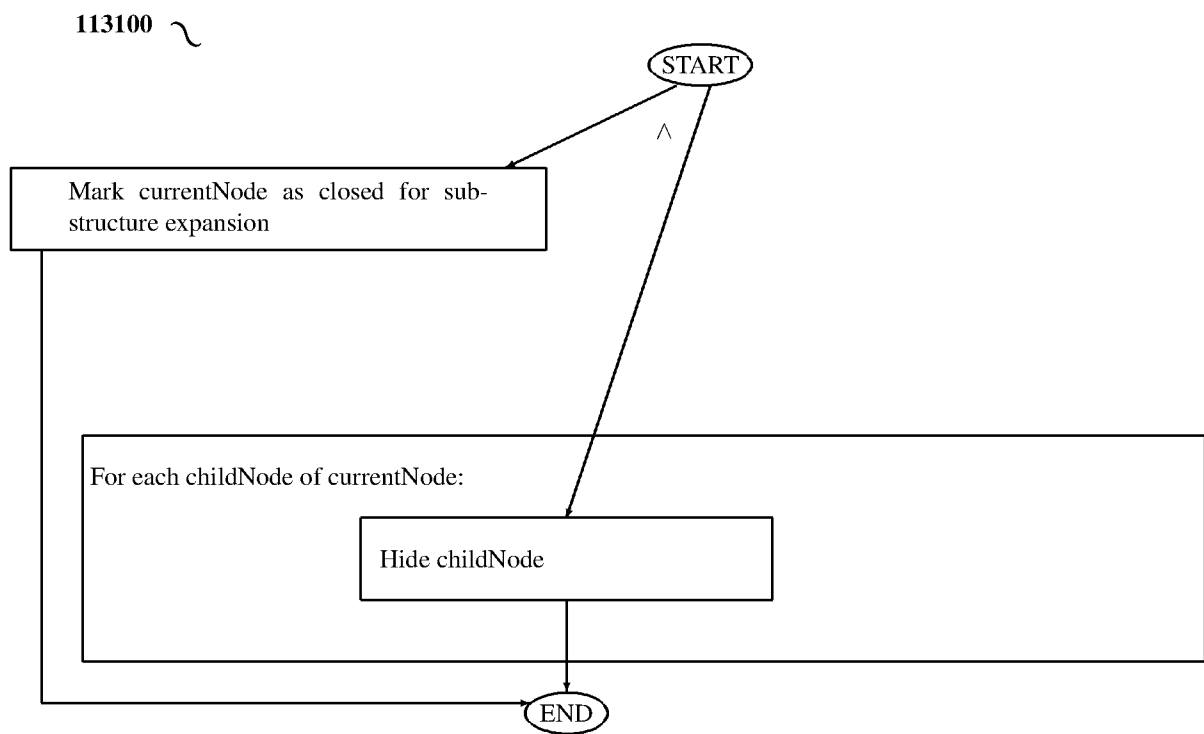 113100
START
∧
Mark currentNode as closed for sub-
structure expansion
For each childNode of currentNode:
Hide childNode
END